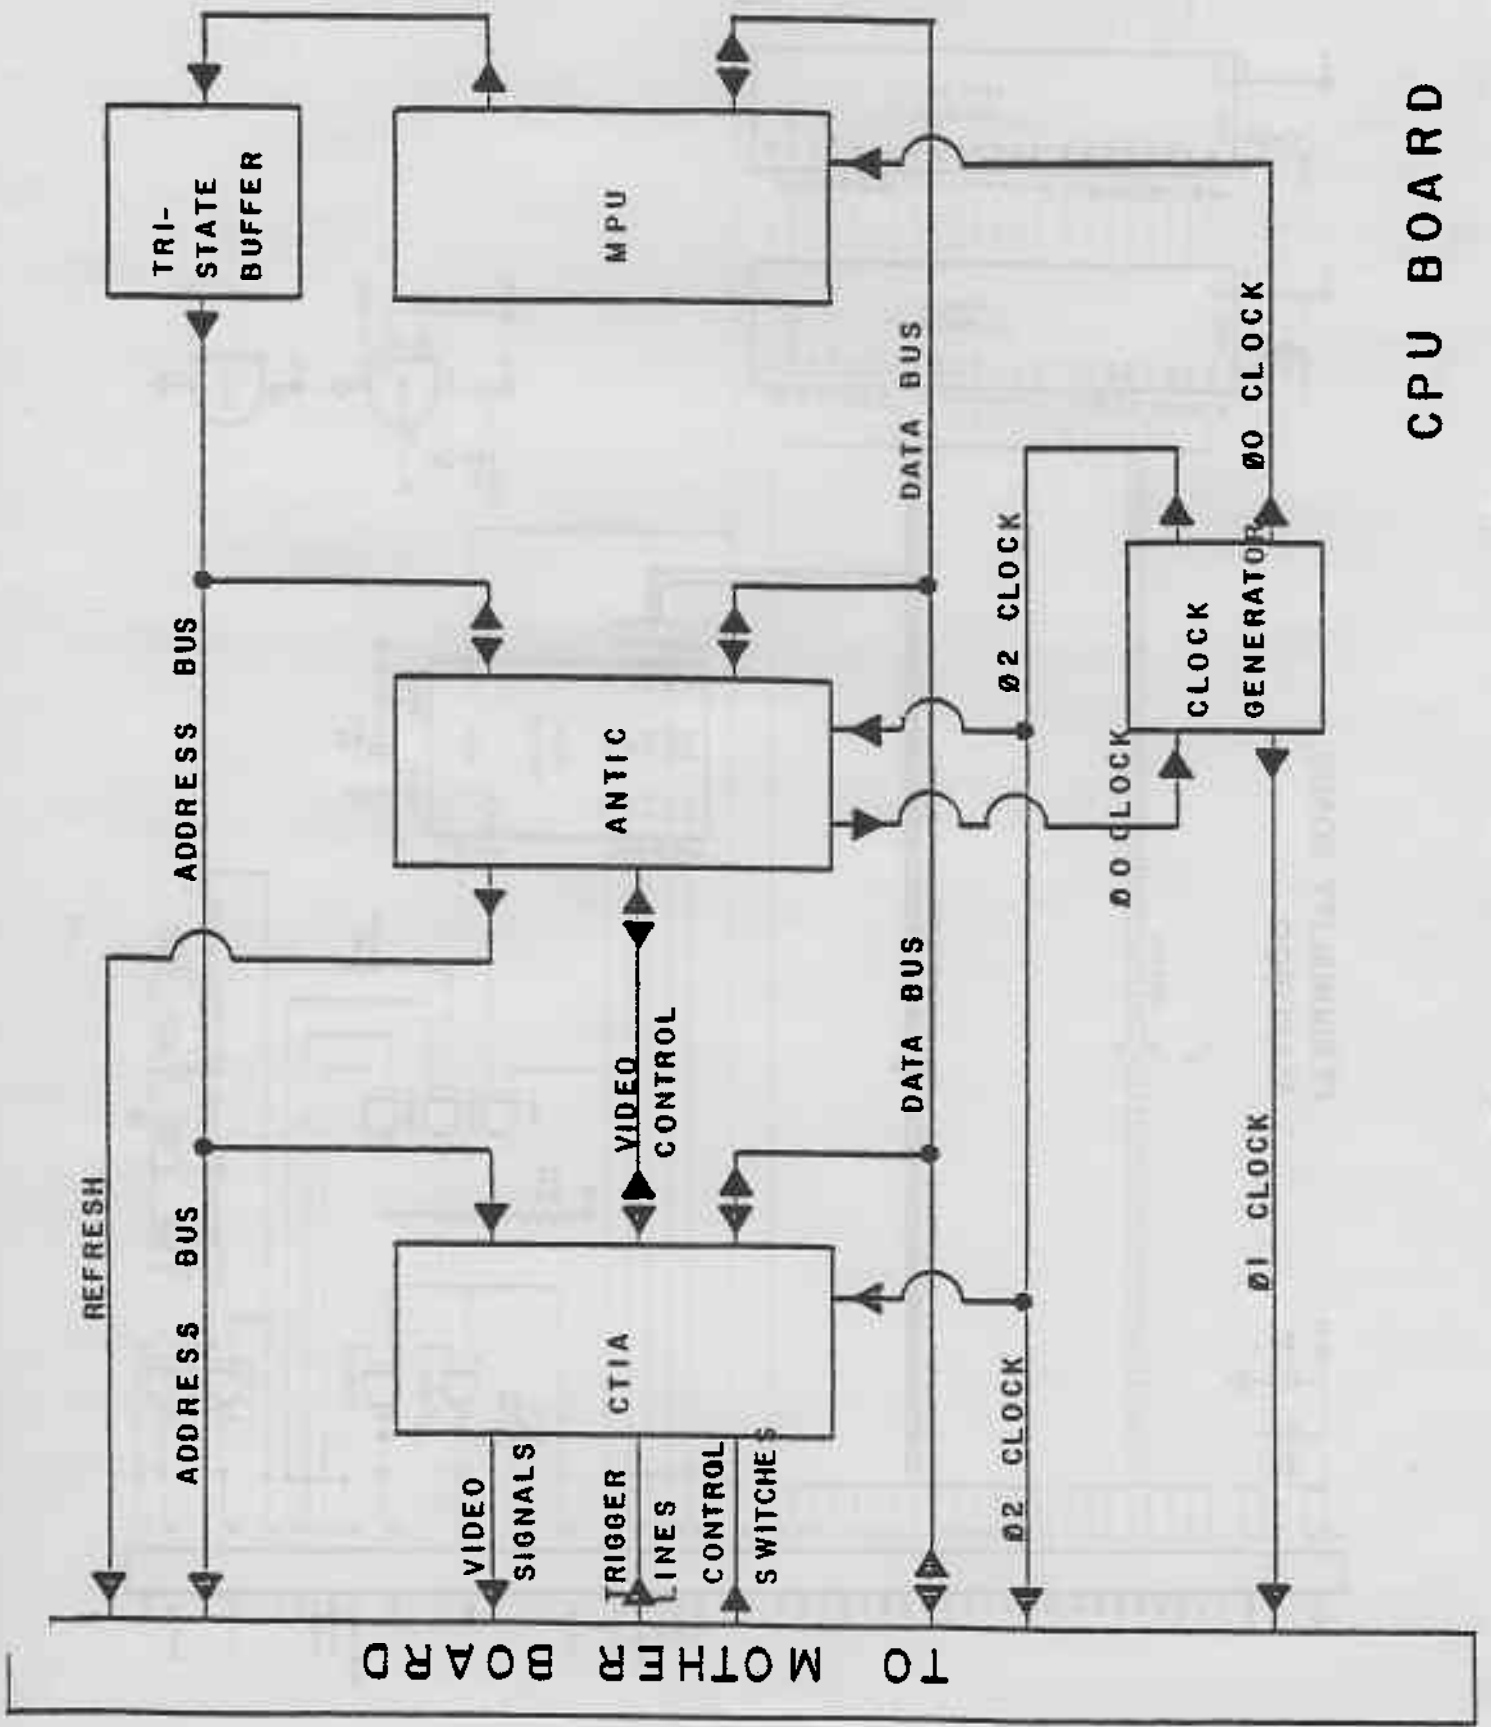 REFRESH
ADDRESS BUS
ADDRESS BUS
TRI-
STATE
BUFFER
VIDEO
SIGNALS
TRIGGER
LINES
CONTROL
SWITCHES
CTIA
VIDEO
CONTROL
ANTIC
MPU
DATA BUS
DATA BUS
Ø2 CLOCK
Ø2 CLOCK
Ø0 CLOCK
CLOCK
GENERATOR
Ø1 CLOCK
Ø0 CLOCK
TO MOTHER BOARD
CPU BOARD